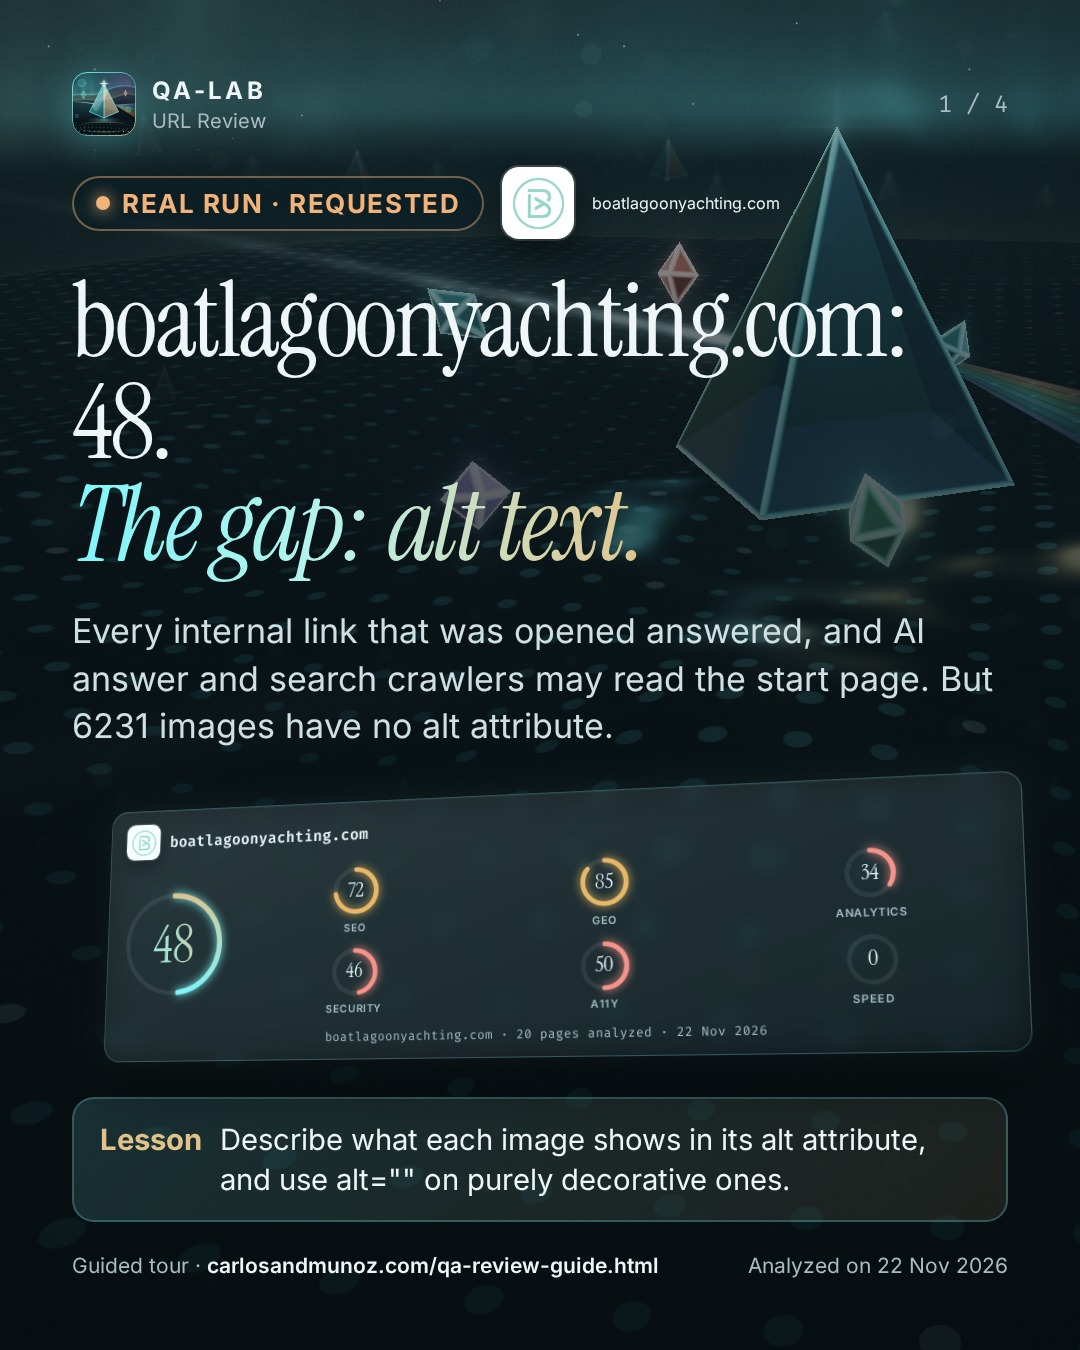 QA-LAB
URL Review
1 / 4
REAL RUN · REQUESTED
boatlagoonyachting.com
boatlagoonyachting.com:
48.
The gap: alt text.
Every internal link that was opened answered, and AI
answer and search crawlers may read the start page. But
6231 images have no alt attribute.
boatlagoonyachting.com
48
72
SEO
85
GEO
34
ANALYTICS
46
SECURITY
50
A11Y
0
SPEED
boatlagoonyachting.com · 20 pages analyzed · 22 Nov 2026
Lesson Describe what each image shows in its alt attribute,
and use alt="" on purely decorative ones.
Guided tour · carlosandmunoz.com/qa-review-guide.html
Analyzed on 22 Nov 2026